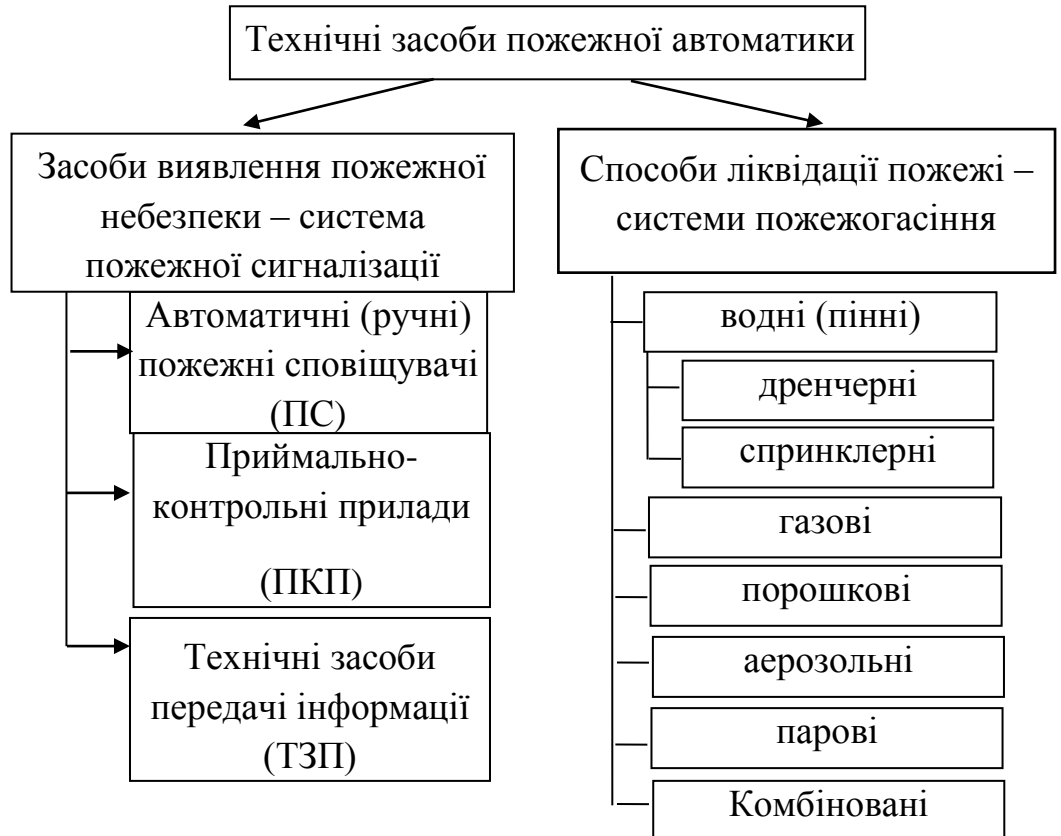 Технічні засоби пожежної автоматики
Засоби виявлення пожежної
небезпеки – система
пожежної сигналізації
Автоматичні (ручні)
пожежні сповіщувачі
(ПС)
Приймально-
контрольні прилади
(ПКП)
Технічні засоби
передачі інформації
(ТЗП)
Способи ліквідації пожежі –
системи пожежогасіння
водні (пінні)
дренчерні
спринклерні
газові
порошкові
аерозольні
парові
Комбіновані